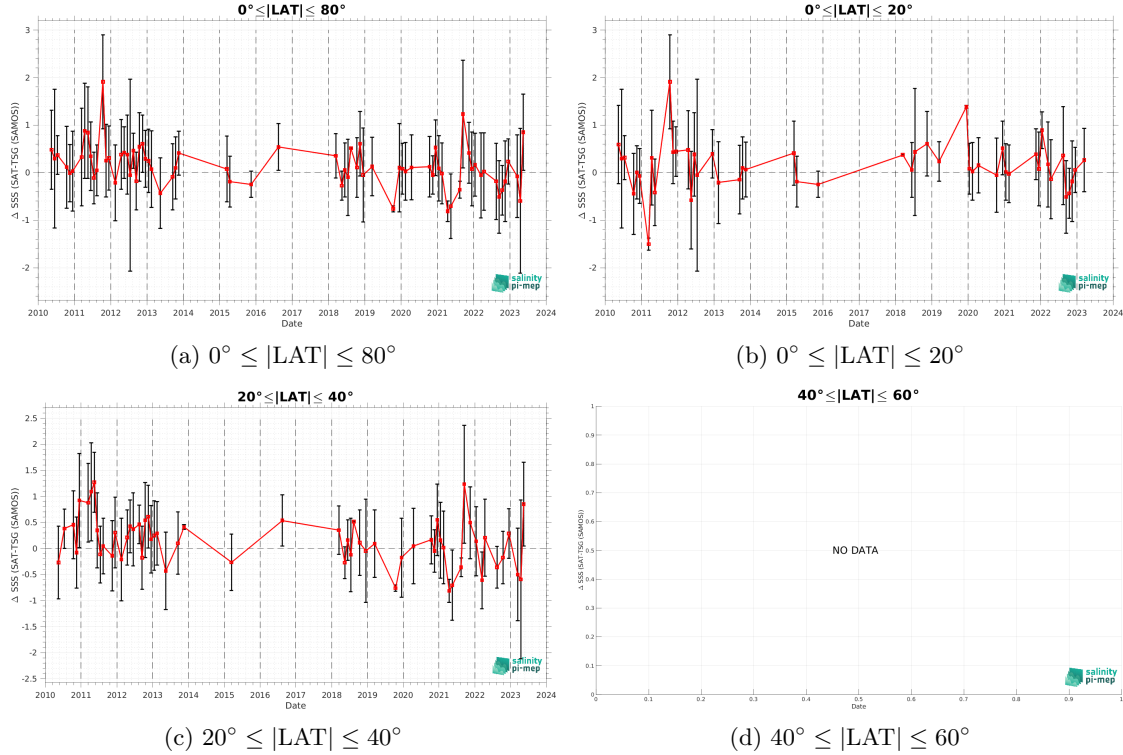 0°≤|LAT|≤ 80°
Δ SSS (SAT-TSG (SAMOS))
3
2
1
0
-1
-2
2010 2011 2012 2013 2014 2015 2016 2017 2018 2019 2020 2021 2022 2023 2024
Date
salinity
pi-mep
(a) 0° ≤ |LAT| ≤ 80°
0°≤|LAT|≤ 20°
Δ SSS (SAT-TSG (SAMOS))
3
2
1
0
-1
-2
2010 2011 2012 2013 2014 2015 2016 2017 2018 2019 2020 2021 2022 2023 2024
Date
salinity
pi-mep
(b) 0° ≤ |LAT| ≤ 20°
20°≤|LAT|≤ 40°
Δ SSS (SAT-TSG (SAMOS))
2.5
2
1.5
1
0.5
0
-0.5
-1
-1.5
-2
-2.5
2010 2011 2012 2013 2014 2015 2016 2017 2018 2019 2020 2021 2022 2023 2024
Date
salinity
pi-mep
(c) 20° ≤ |LAT| ≤ 40°
40°≤|LAT|≤ 60°
Δ SSS (SAT-TSG (SAMOS))
1
0.9
0.8
0.7
0.6
0.5
0.4
0.3
0.2
0.1
0
NO DATA
0 0.1 0.2 0.3 0.4 0.5 0.6 0.7 0.8 0.9 1
Date
salinity
pi-mep
(d) 40° ≤ |LAT| ≤ 60°